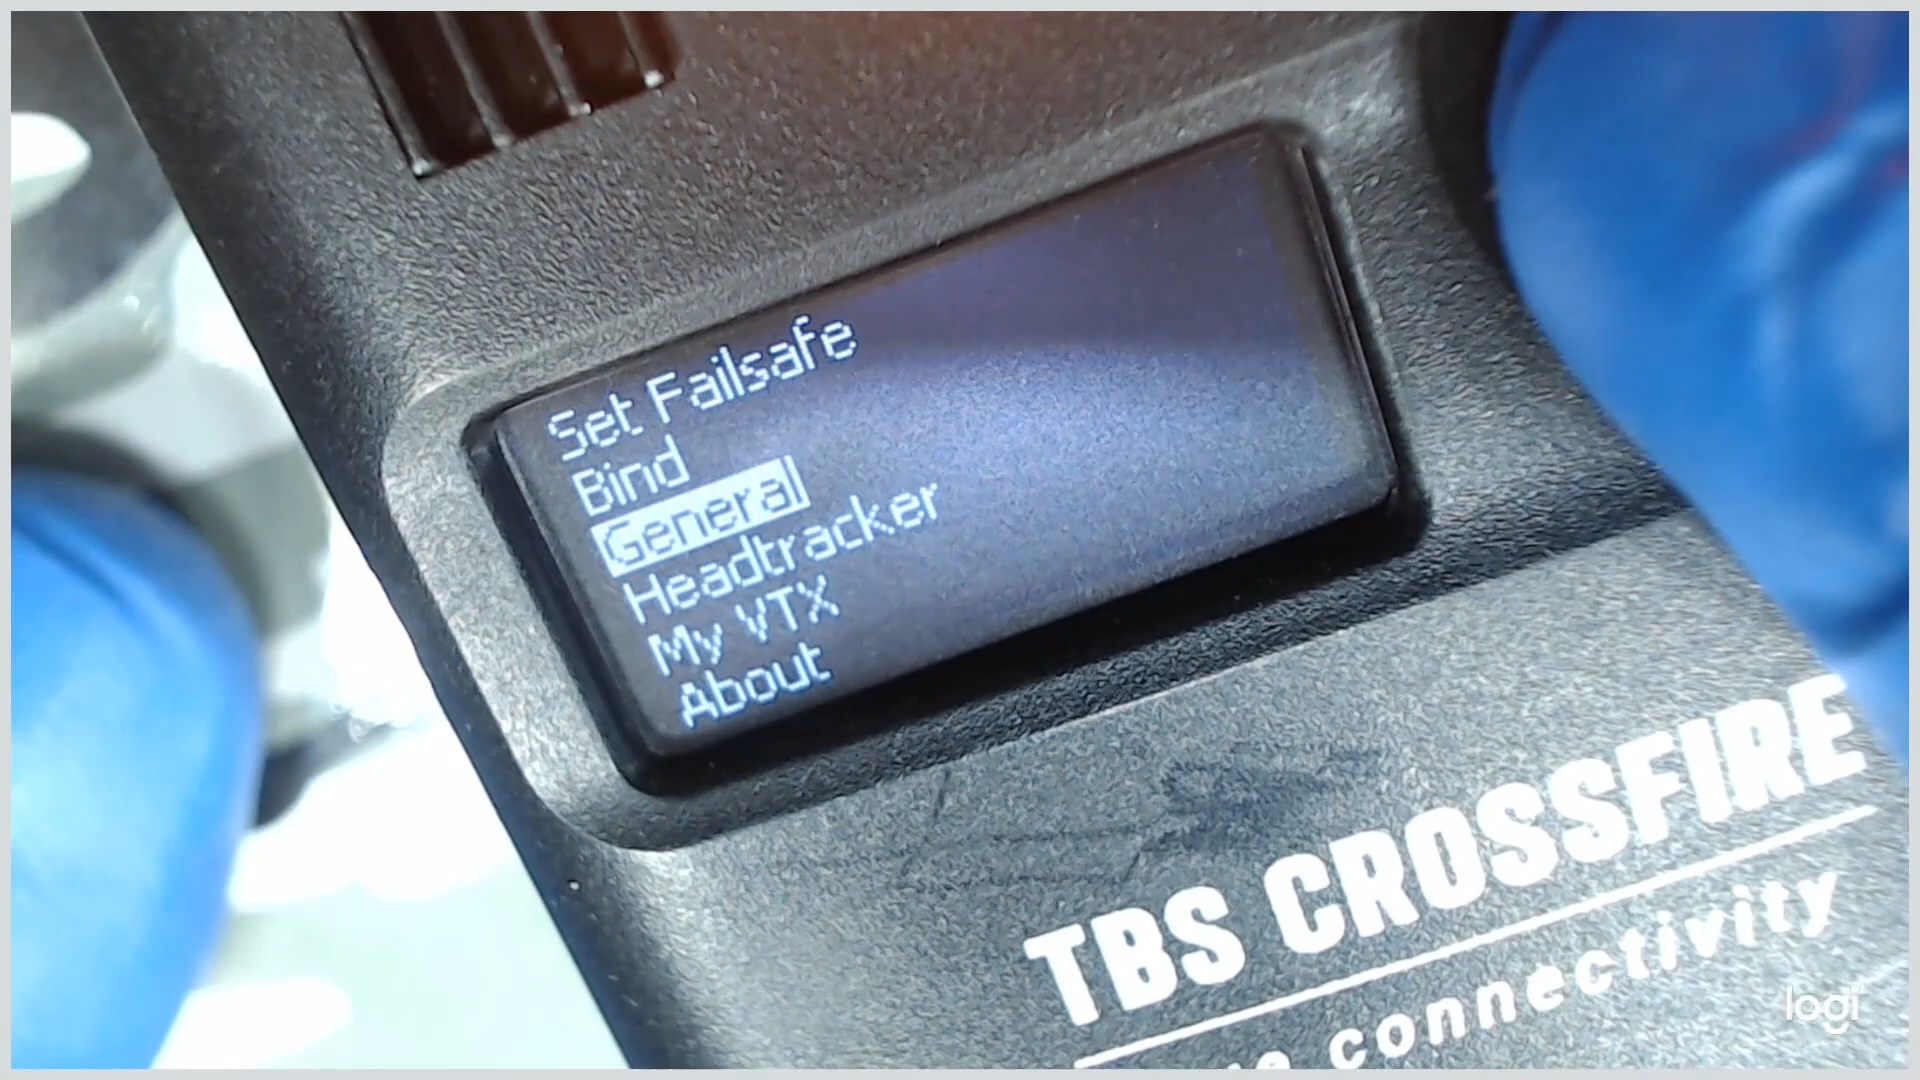 Set Failsafe
Bind
General
Headtracker
My VTX
About
TBS CROSSFIRE
connectivity
logi